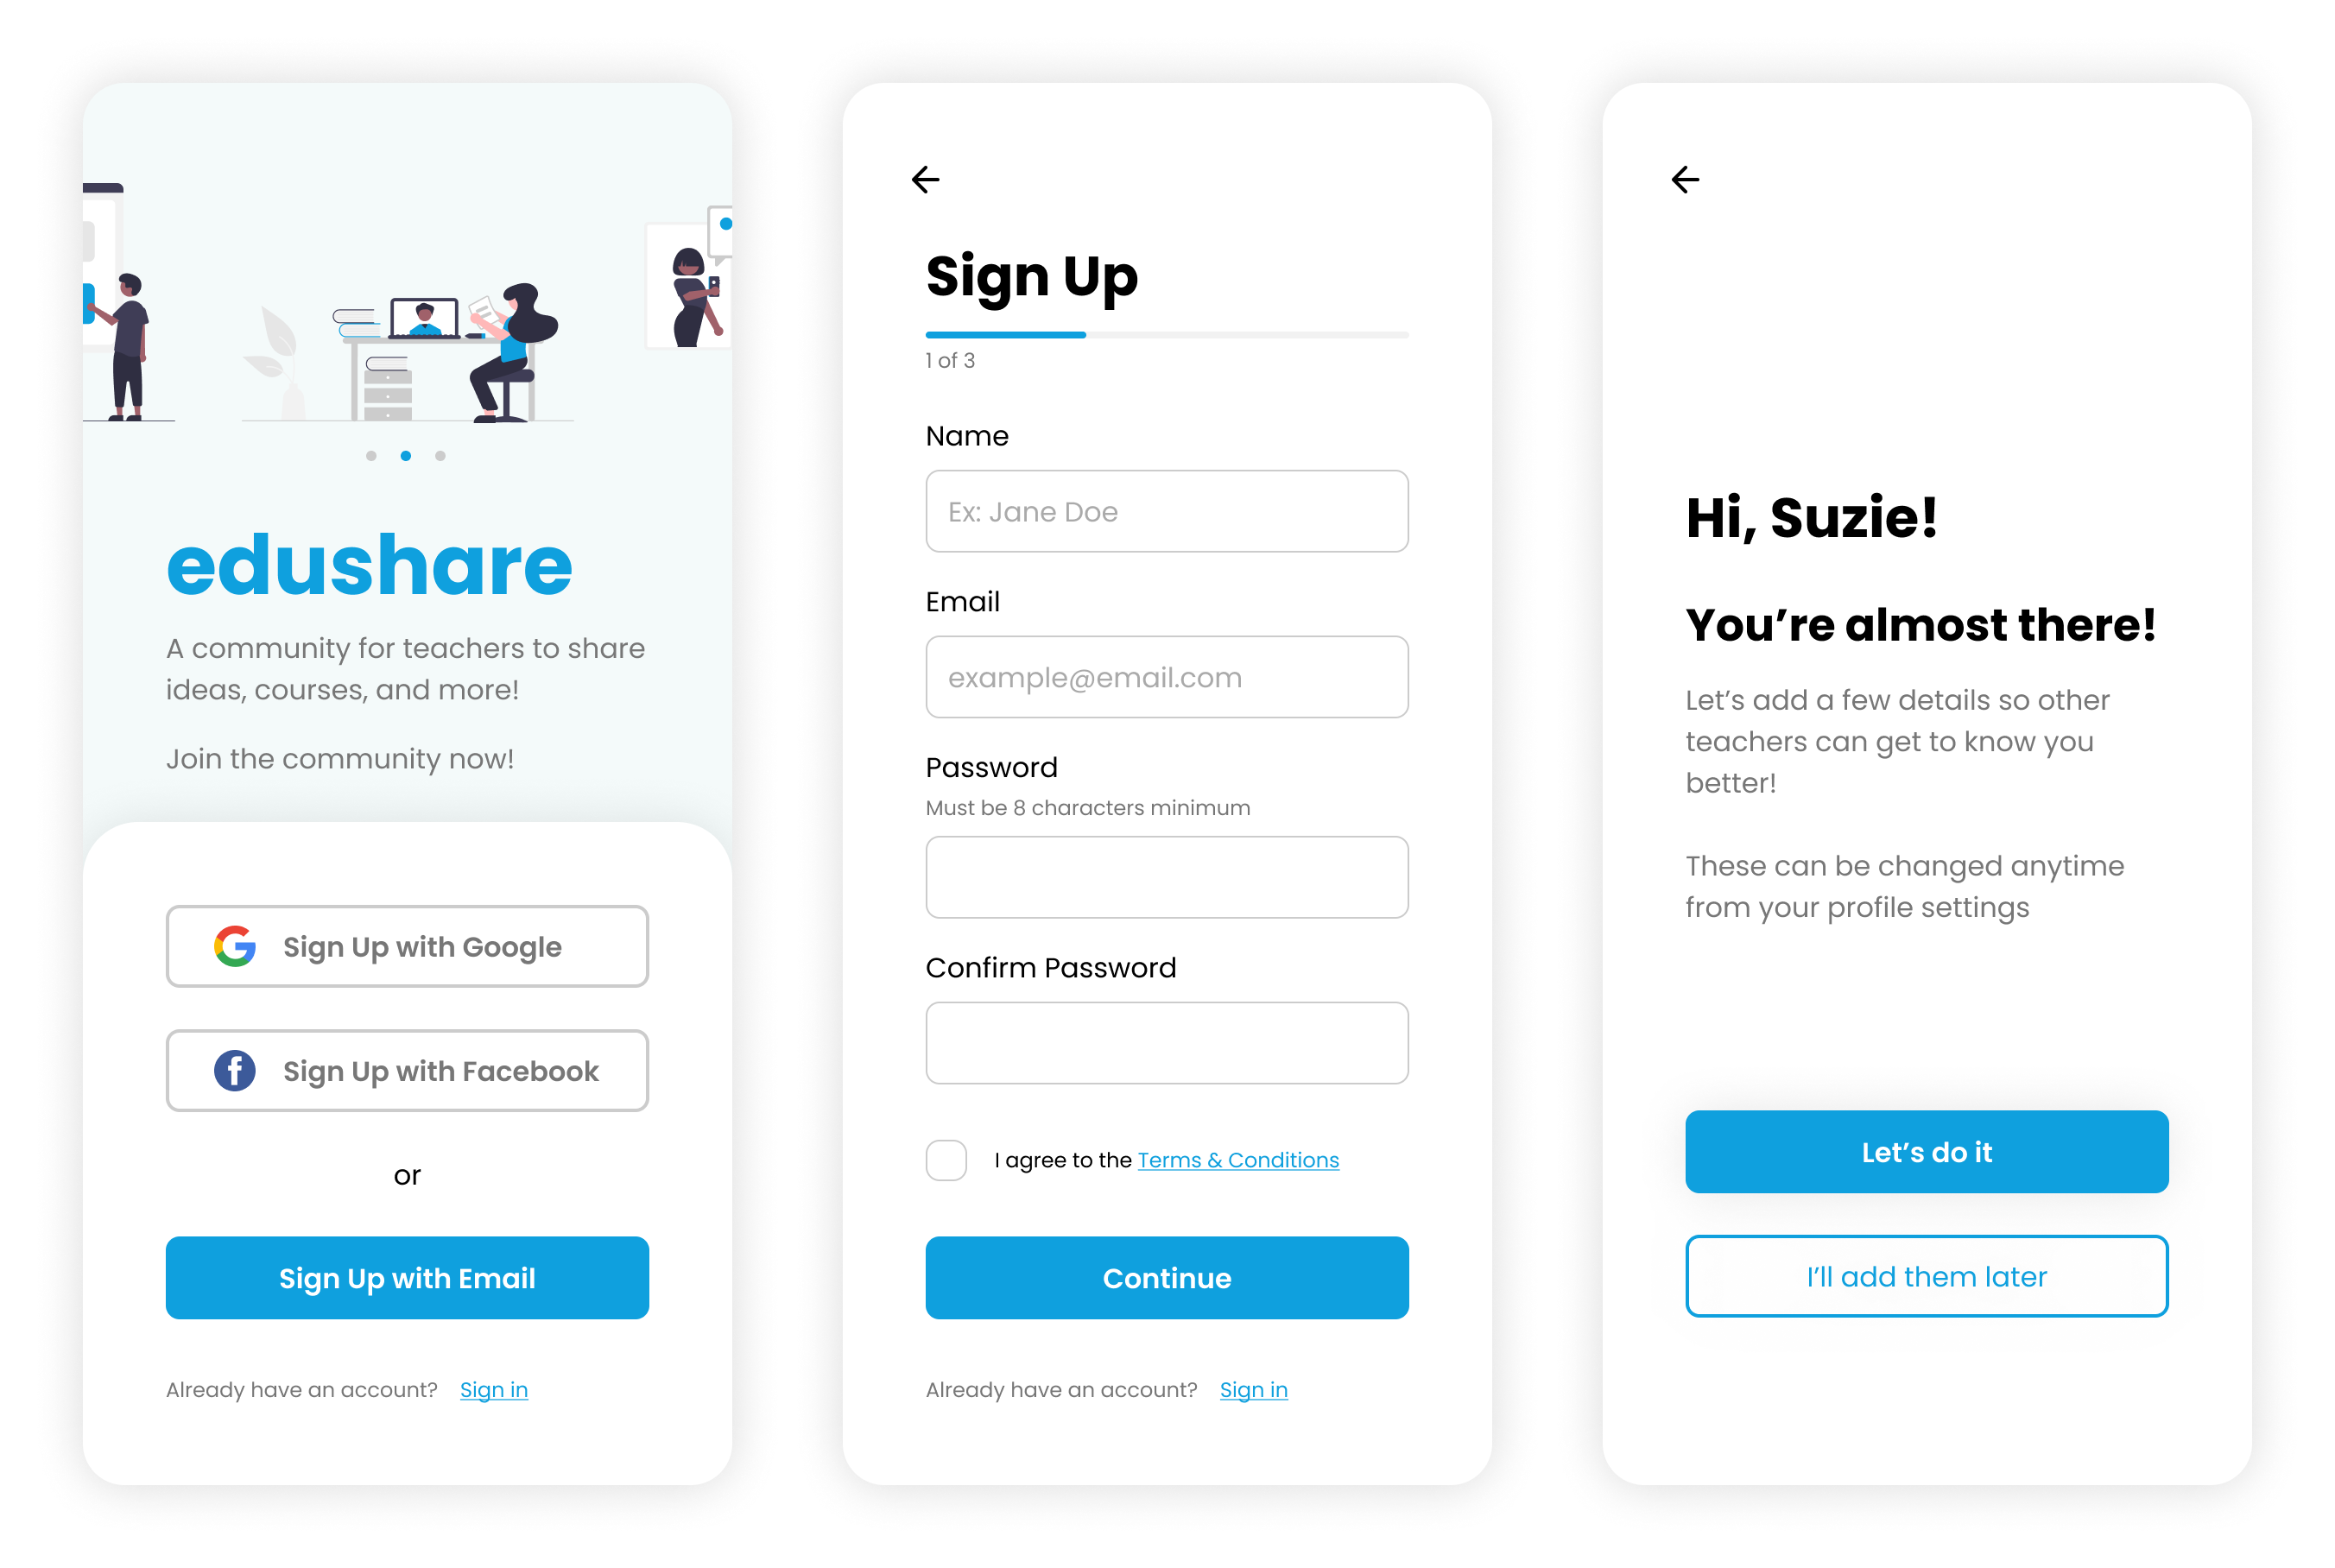 edushare
A community for teachers to share
ideas, courses, and more!
Join the community now!
Sign Up with Google
Sign Up with Facebook
or
Sign Up with Email
Already have an account? Sign in
Sign Up
1 of 3
Name
Ex: Jane Doe
Email
example@email.com
Password
Must be 8 characters minimum
Confirm Password
I agree to the Terms & Conditions
Continue
Already have an account? Sign in
Hi, Suzie!
You’re almost there!
Let’s add a few details so other
teachers can get to know you
better!
These can be changed anytime
from your profile settings
Let’s do it
I’ll add them later